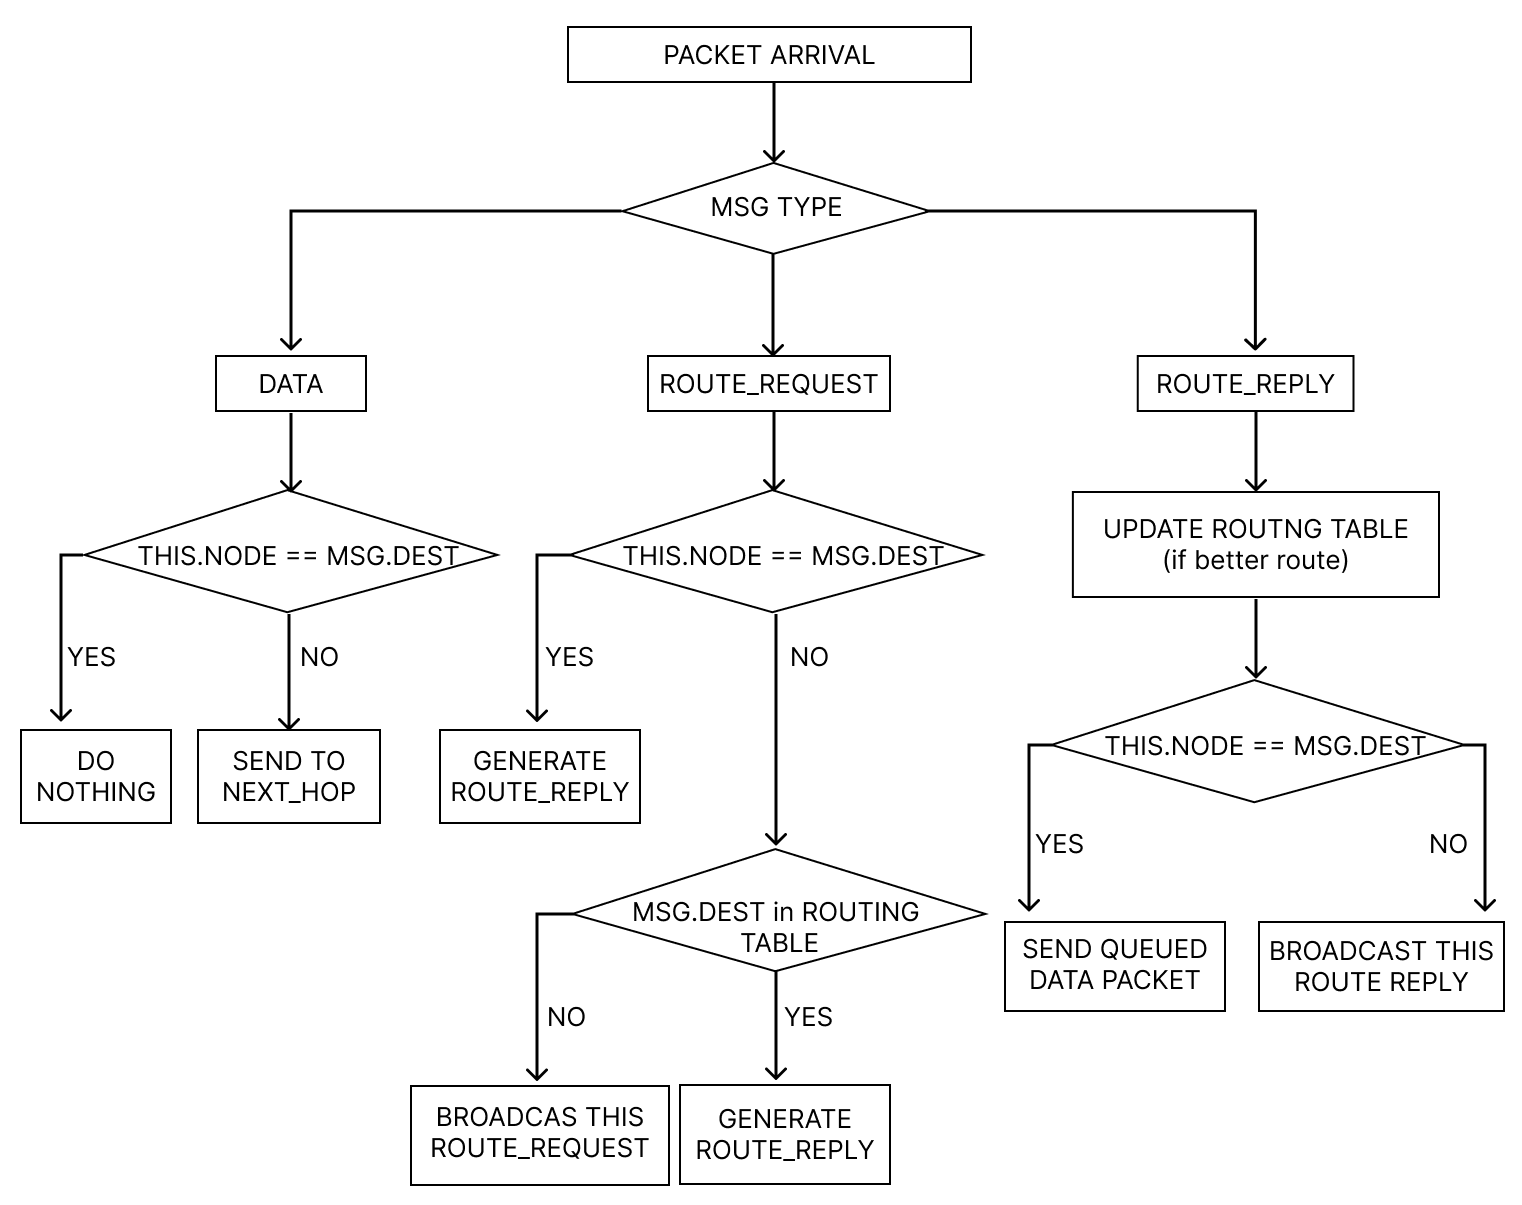 PACKET ARRIVAL
MSG TYPE
DATA
ROUTE_REQUEST
ROUTE_REPLY
THIS.NODE == MSG.DEST
THIS.NODE == MSG.DEST
UPDATE ROUTNG TABLE
(if better route)
YES
NO
YES
NO
DO
NOTHING
SEND TO
NEXT_HOP
GENERATE
ROUTE_REPLY
THIS.NODE == MSG.DEST
YES
NO
MSG.DEST in ROUTING
TABLE
SEND QUEUED
DATA PACKET
BROADCAST THIS
ROUTE REPLY
NO
YES
BROADCAS THIS
ROUTE_REQUEST
GENERATE
ROUTE_REPLY